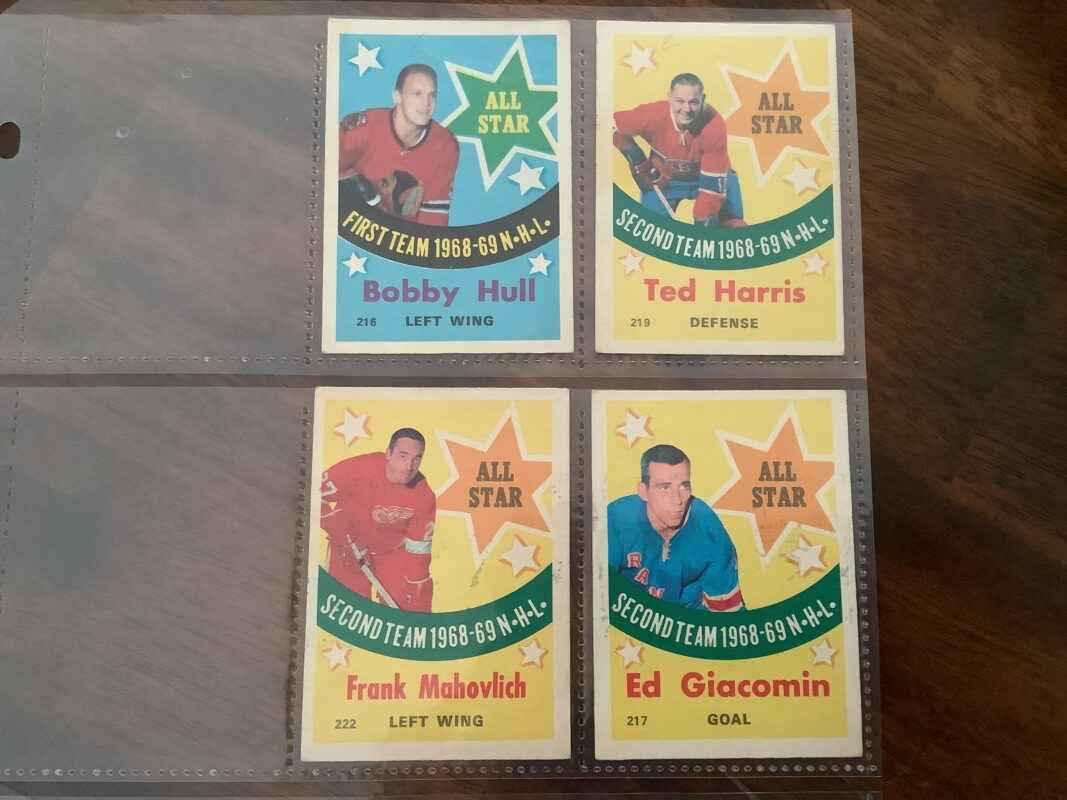 ALL
STAR
FIRST TEAM 1968-69 N•H•L•
Bobby Hull
216 LEFT WING
ALL
STAR
SECOND TEAM 1968-69 N•H•L•
Ted Harris
219 DEFENSE
ALL
STAR
SECOND TEAM 1968-69 N•H•L•
Frank Mahovlich
222 LEFT WING
ALL
STAR
RAN
SECOND TEAM 1968-69 N•H•L•
Ed Giacomin
217 GOAL